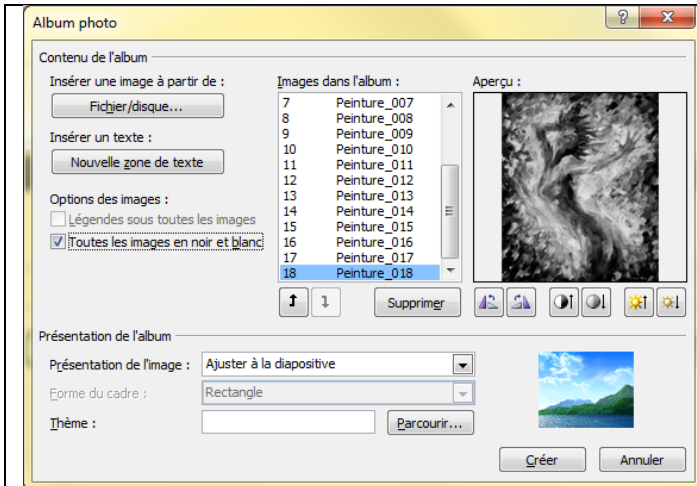 Album photo
Contenu de l'album
Insérer une image à partir de :
Fichier/disque...
Insérer un texte :
Nouvelle zone de texte
Options des images :
Légendes sous toutes les images
Toutes les images en noir et blanc
Images dans l'album :
7 Peinture_007
8 Peinture_008
9 Peinture_009
10 Peinture_010
11 Peinture_011
12 Peinture_012
13 Peinture_013
14 Peinture_014
15 Peinture_015
16 Peinture_016
17 Peinture_017
18 Peinture_018
Supprimer
Aperçu :
Présentation de l'album
Présentation de l'image : Ajuster à la diapositive
Forme du cadre : Rectangle
Thème :
Parcourir...
Créer
Annuler